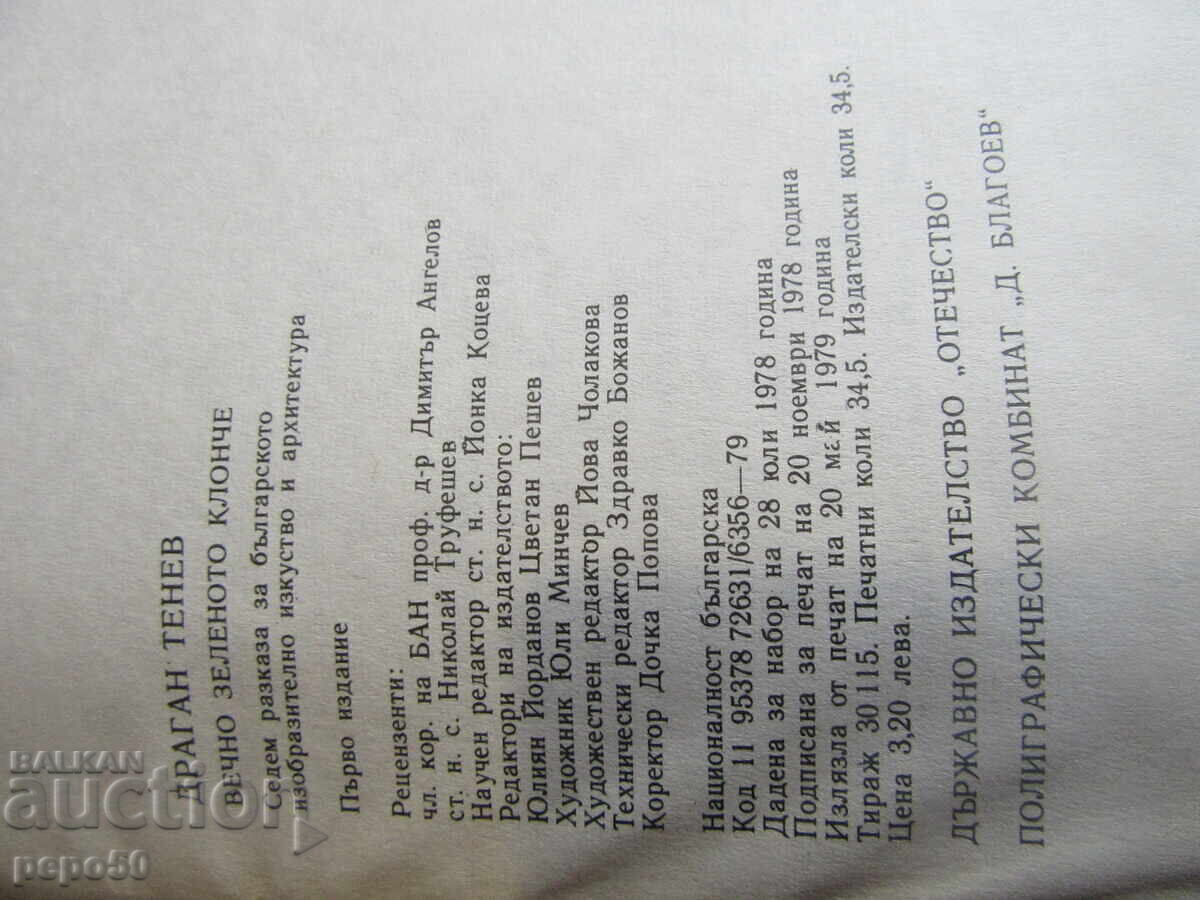 ДРАГАН ТЕНЕВ
ВЕЧНО ЗЕЛЕНОТО КЛОНЧЕ
Седем разказа за българското
изобразително изкуство и архитектура
Първо издание
Рецензенти:
чл. кор. на БАН проф. д-р Димитър Ангелов
ст. н. с. Николай Труфешев
Научен редактор ст. н. с. Йонка Коцева
Редактори на издателството:
Юлиян Йорданов Цветан Пешев
Художник Юли Минчев
Художествен редактор Йова Чолакова
Технически редактор Здравко Божанов
Коректор Дочка Попова
Националност българска
Код 11 95378 72631/6356—79
Дадена за набор на 28 юли 1978 година
Подписана за печат на 20 ноември 1978 година
Излязла от печат на 20 мей 1979 година
Тираж 30 115. Печатни коли 34,5. Издателски коли 34,5.
Цена 3,20 лева.
ДЪРЖАВНО ИЗДАТЕЛСТВО „ОТЕЧЕСТВО“
ПОЛИГРАФИЧЕСКИ КОМБИНАТ „Д. БЛАГОЕВ“
BALKAN
auction
pepo50